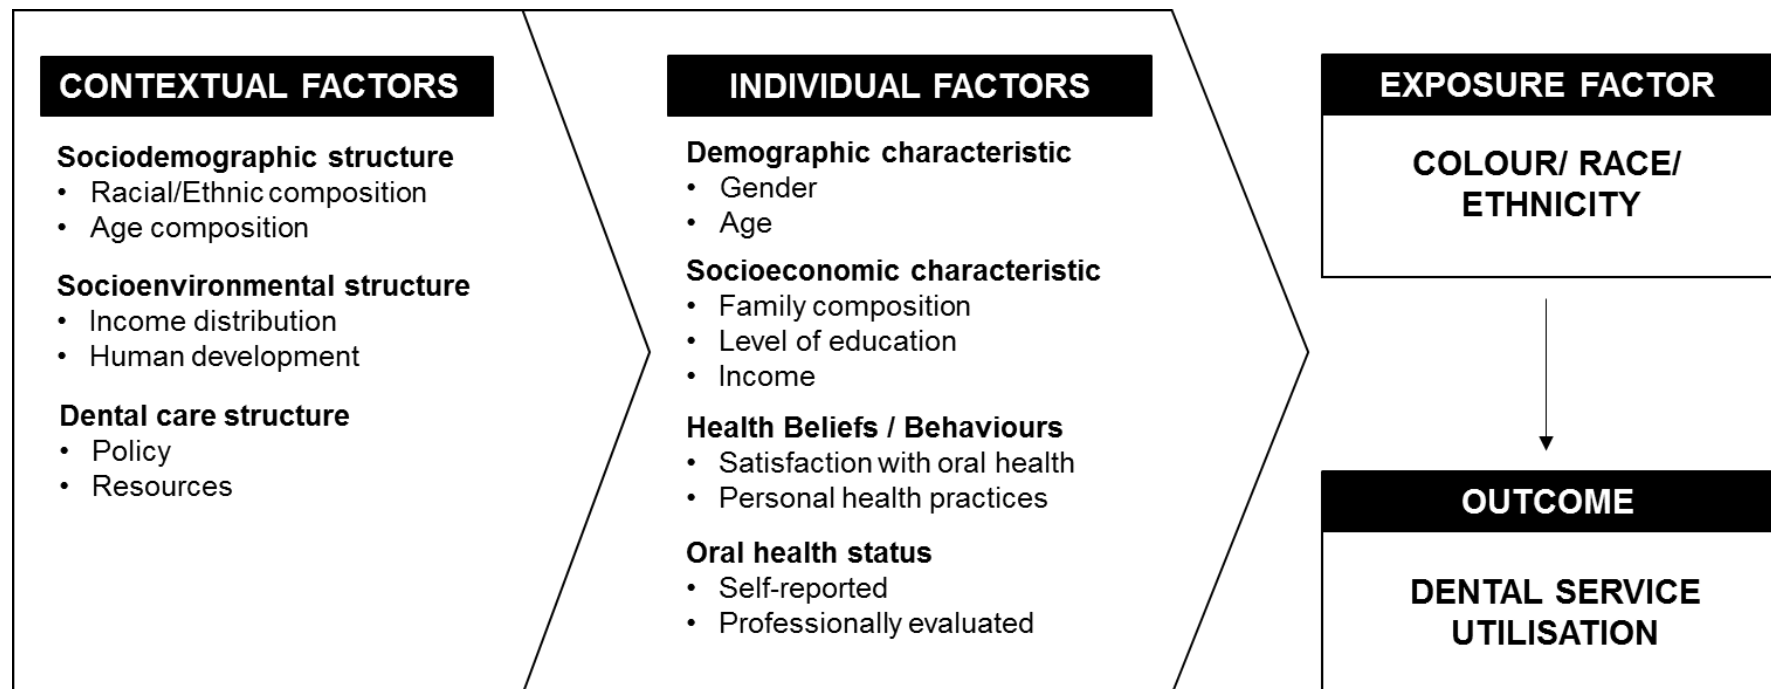 CONTEXTUAL FACTORS
Sociodemographic structure
• Racial/Ethnic composition
• Age composition
Socioenvironmental structure
• Income distribution
• Human development
Dental care structure
• Policy
• Resources
INDIVIDUAL FACTORS
Demographic characteristic
• Gender
• Age
Socioeconomic characteristic
• Family composition
• Level of education
• Income
Health Beliefs / Behaviours
• Satisfaction with oral health
• Personal health practices
Oral health status
• Self-reported
• Professionally evaluated
EXPOSURE FACTOR
COLOUR/ RACE/
ETHNICITY
OUTCOME
DENTAL SERVICE
UTILISATION